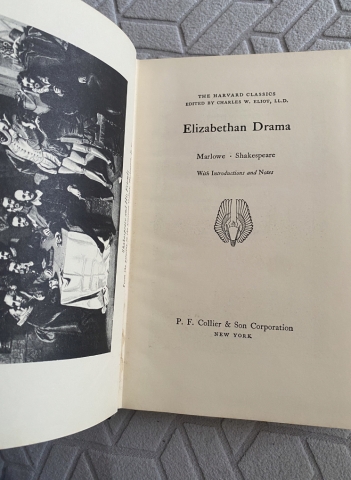 THE HARVARD CLASSICS
EDITED BY CHARLES W. ELIOT, LL.D.
Elizabethan Drama
Marlowe · Shakespeare
With Introductions and Notes
P. F. Collier & Son Corporation
NEW YORK